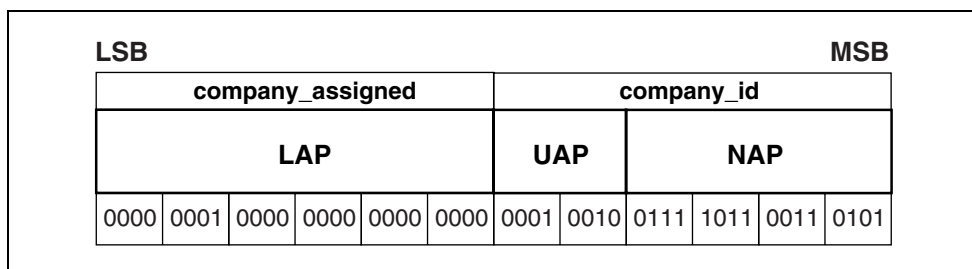 LSB MSB
company_assigned company_id
LAP UAP NAP
0000 0001 0000 0000 0000 0000 0001 0010 0111 1011 0011 0101